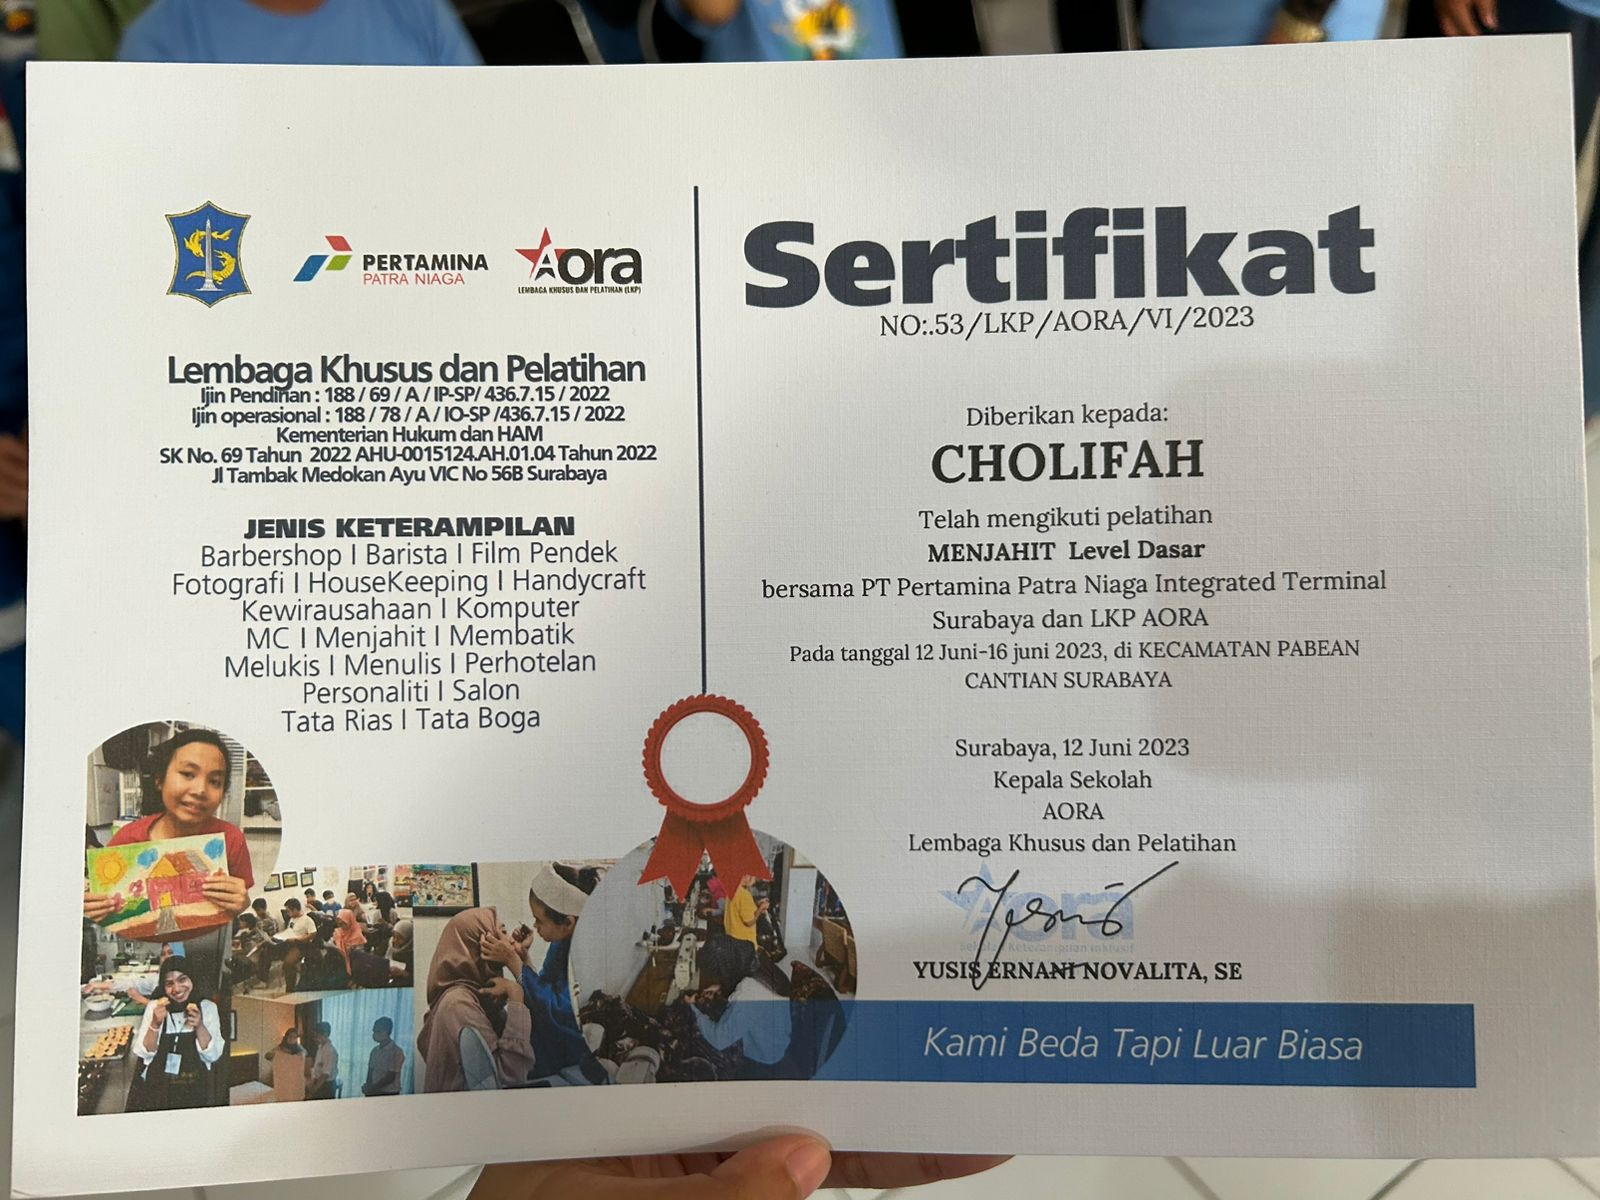 PERTAMINA
PATRA NIAGA
Aora
LEMBAGA KHUSUS DAN PELATIHAN (LKP)
Lembaga Khusus dan Pelatihan
Ijin Pendirian : 188 / 69 / A / IP-SP/ 436.7.15 / 2022
Ijin operasional : 188 / 78 / A / IO-SP /436.7.15 / 2022
Kementerian Hukum dan HAM
SK No. 69 Tahun 2022 AHU-0015124.AH.01.04 Tahun 2022
Jl Tambak Medokan Ayu VIC No 56B Surabaya
JENIS KETERAMPILAN
Barbershop | Barista | Film Pendek
Fotografi | HouseKeeping | Handycraft
Kewirausahaan | Komputer
MC | Menjahit | Membatik
Melukis | Menulis | Perhotelan
Personaliti | Salon
Tata Rias | Tata Boga
Sertifikat
NO:.53/LKP/AORA/VI/2023
Diberikan kepada:
CHOLIFAH
Telah mengikuti pelatihan
MENJAHIT Level Dasar
bersama PT Pertamina Patra Niaga Integrated Terminal
Surabaya dan LKP AORA
Pada tanggal 12 Juni-16 juni 2023, di KECAMATAN PABEAN
CANTIAN SURABAYA
Surabaya, 12 Juni 2023
Kepala Sekolah
AORA
Lembaga Khusus dan Pelatihan
Aora
Sekolah Keterampilan Inklusif
YUSIS ERNANI NOVALITA, SE
Kami Beda Tapi Luar Biasa